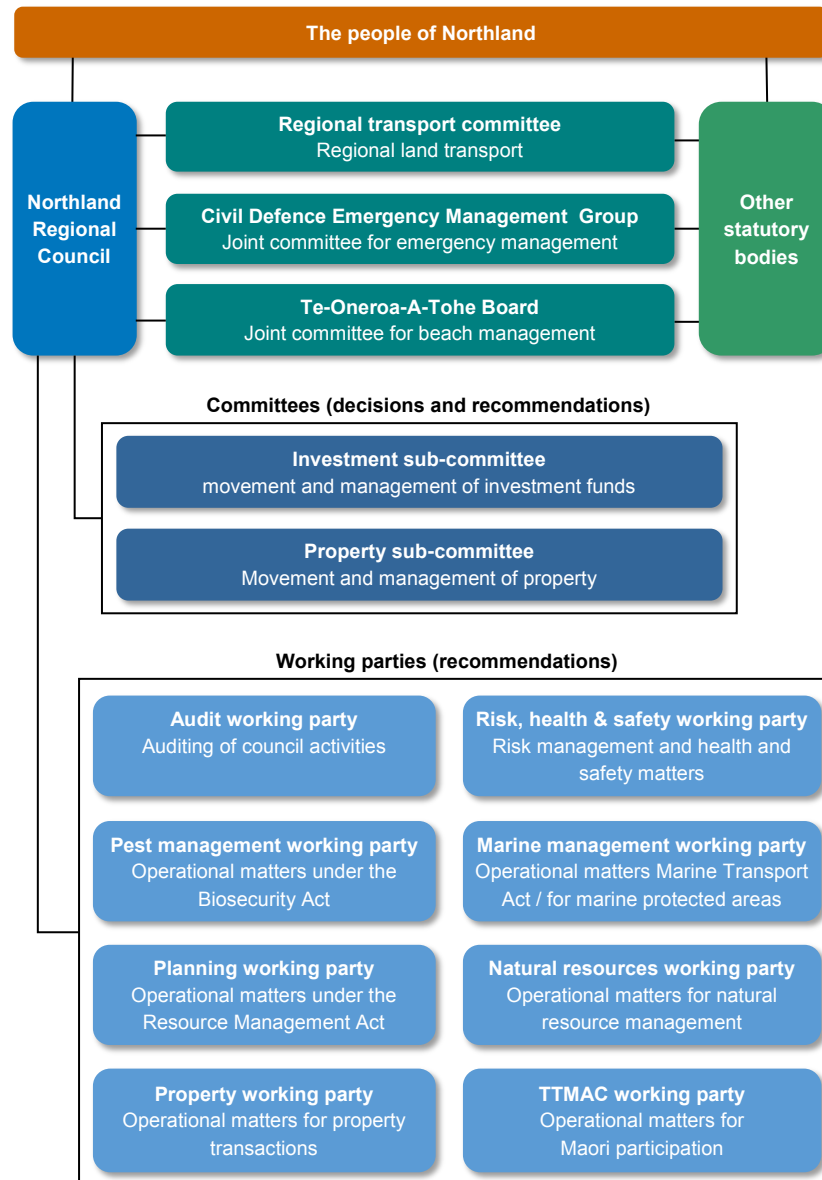 The people of Northland
Northland
Regional
Council
Regional transport committee
Regional land transport
Civil Defence Emergency Management Group
Joint committee for emergency management
Te-Oneroa-A-Tohe Board
Joint committee for beach management
Other
statutory
bodies
Committees (decisions and recommendations)
Investment sub-committee
movement and management of investment funds
Property sub-committee
Movement and management of property
Working parties (recommendations)
Audit working party
Auditing of council activities
Risk, health & safety working party
Risk management and health and
safety matters
Pest management working party
Operational matters under the
Biosecurity Act
Marine management working party
Operational matters Marine Transport
Act / for marine protected areas
Planning working party
Operational matters under the
Resource Management Act
Natural resources working party
Operational matters for natural
resource management
Property working party
Operational matters for property
transactions
TTMAC working party
Operational matters for
Maori participation